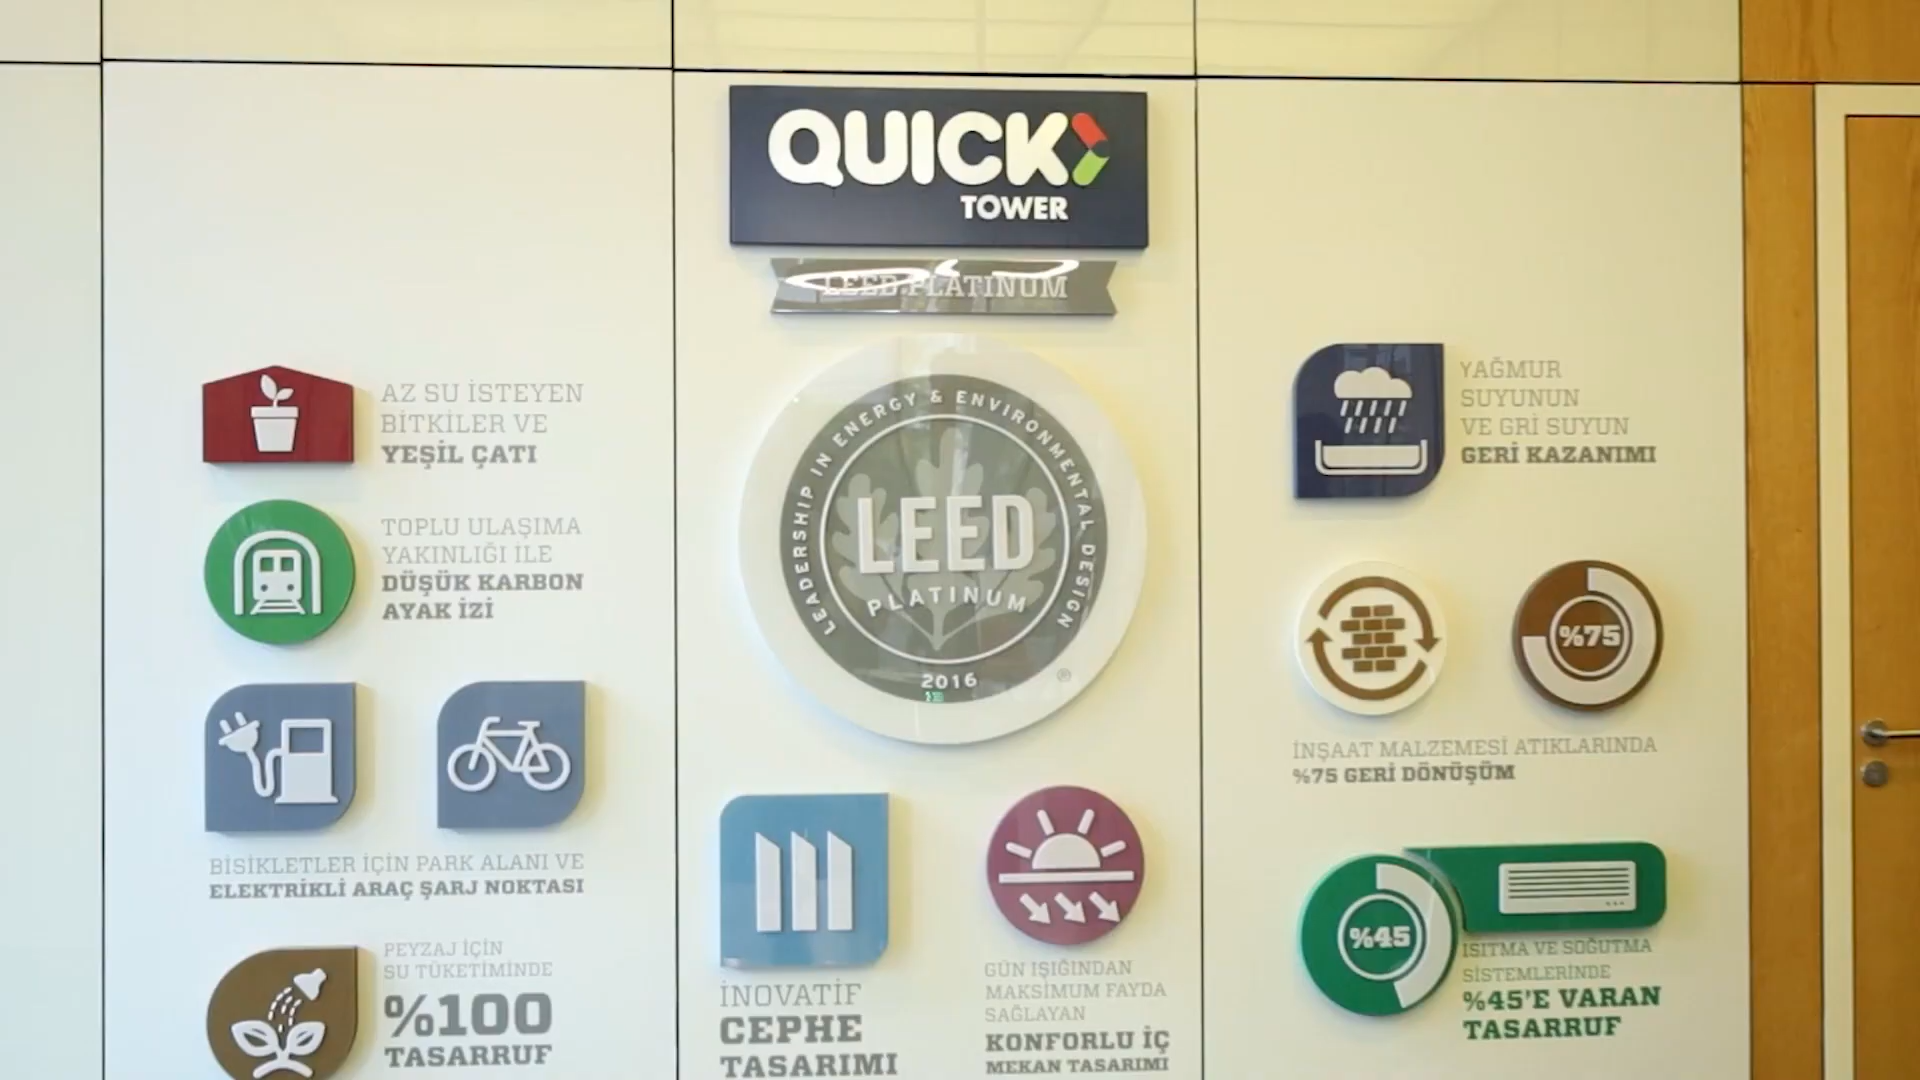 QUICK
TOWER
LEED PLATINUM
LEADERSHIP IN ENERGY & ENVIRONMENTAL DESIGN
LEED
PLATINUM
2016
®
AZ SU İSTEYEN
BİTKİLER VE
YEŞİL ÇATI
TOPLU ULAŞIMA
YAKINLIĞI İLE
DÜŞÜK KARBON
AYAK İZİ
BİSİKLETLER İÇİN PARK ALANI VE
ELEKTRİKLİ ARAÇ ŞARJ NOKTASI
PEYZAJ İÇİN
SU TÜKETİMİNDE
%100
TASARRUF
İNOVATİF
CEPHE
TASARIMI
GÜN IŞIĞINDAN
MAKSİMUM FAYDA
SAĞLAYAN
KONFORLU İÇ
MEKAN TASARIMI
YAĞMUR
SUYUNUN
VE GRİ SUYUN
GERİ KAZANIMI
%75
İNŞAAT MALZEMESİ ATIKLARINDA
%75 GERİ DÖNÜŞÜM
%45
ISITMA VE SOĞUTMA
SİSTEMLERİNDE
%45'E VARAN
TASARRUF